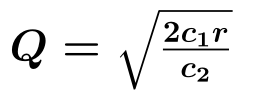 Q = √(2c₁r / c₂)